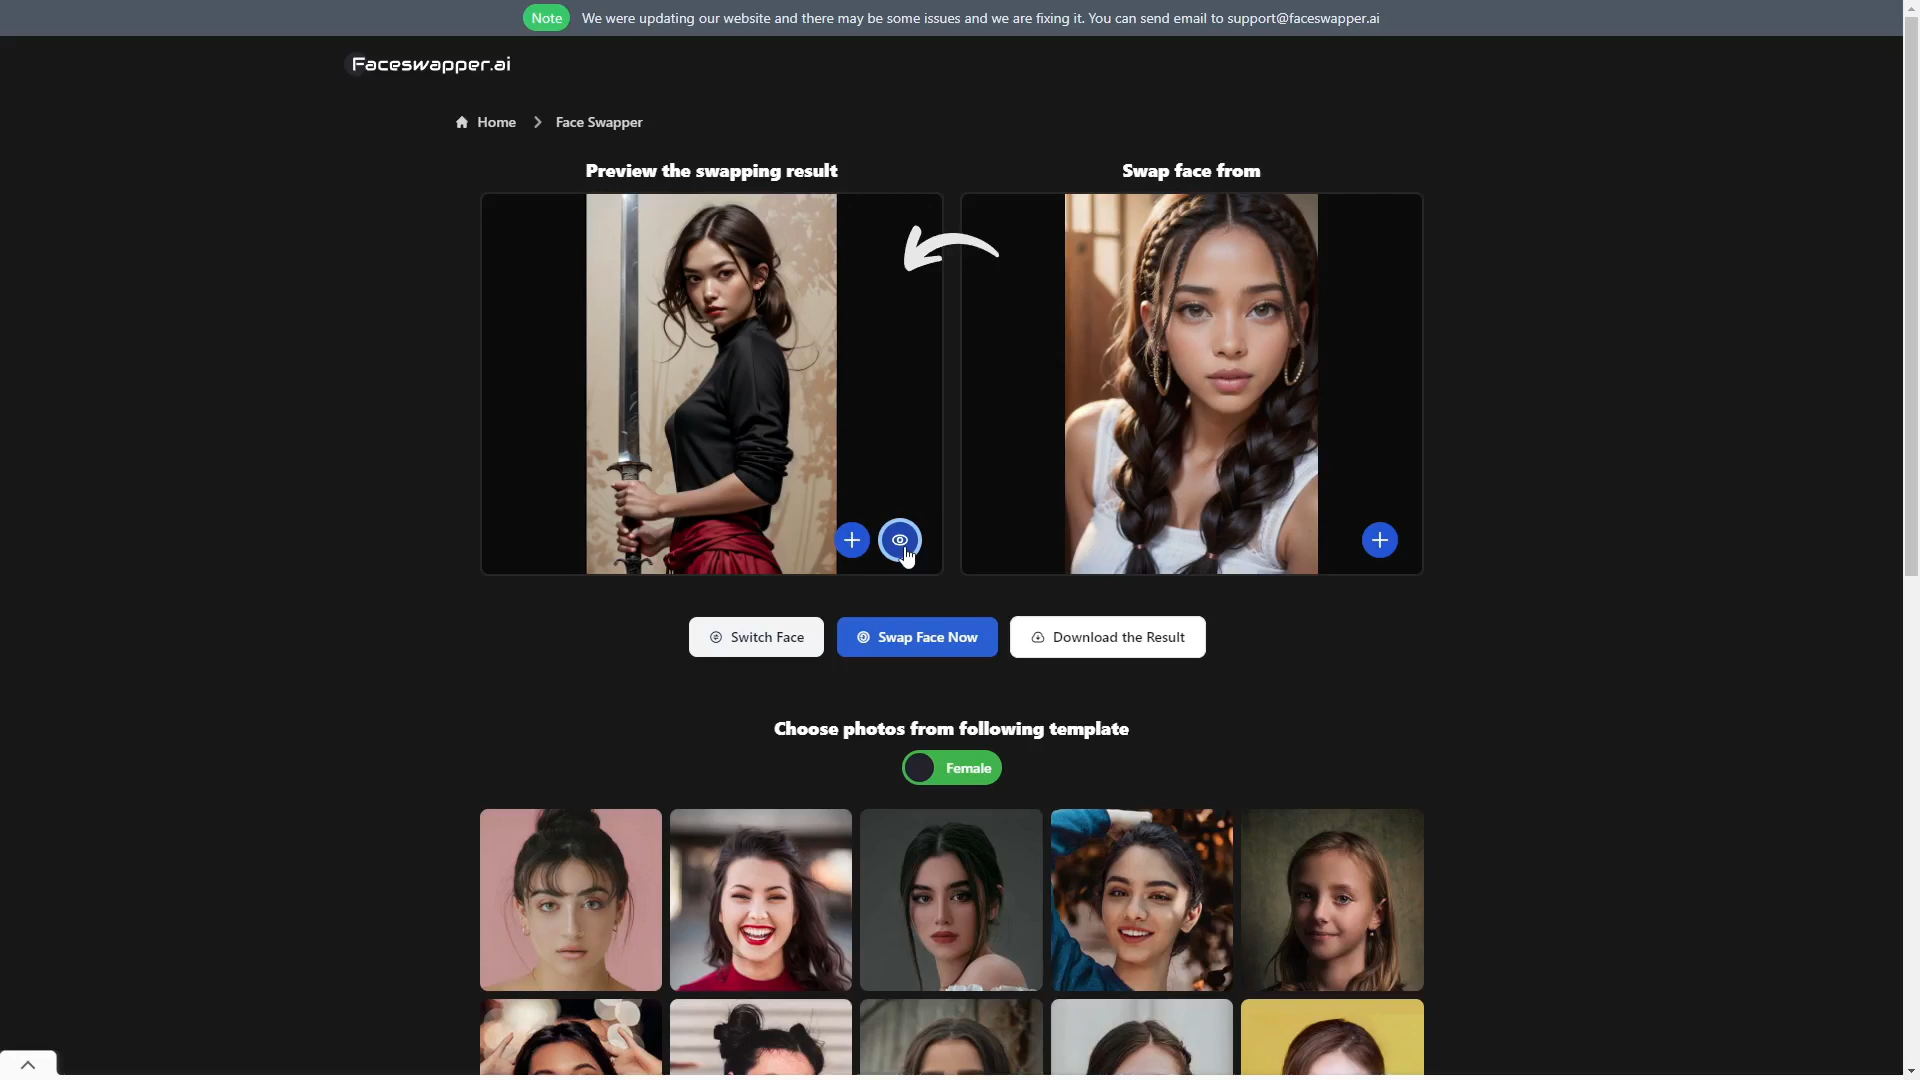 Note We were updating our website and there may be some issues and we are fixing it. You can send email to support@faceswapper.ai
Faceswapper.ai
Home Face Swapper
Preview the swapping result
Swap face from
Switch Face
Swap Face Now
Download the Result
Choose photos from following template
Female